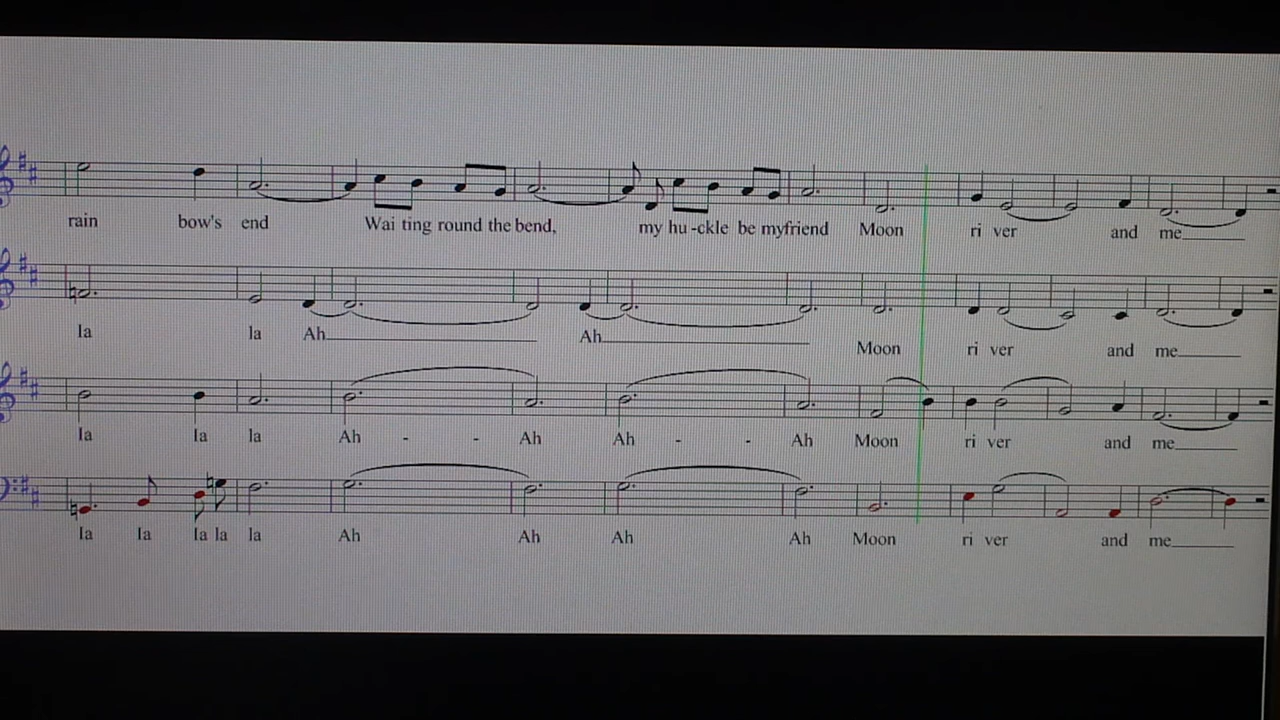 rain bow's end Wai ting round the bend, my hu -ckle be myfriend Moon ri ver and me
la la Ah Ah Moon ri ver and me
la la la Ah - - Ah Ah - - Ah Moon ri ver and me
la la la la la Ah Ah Ah Ah Moon ri ver and me